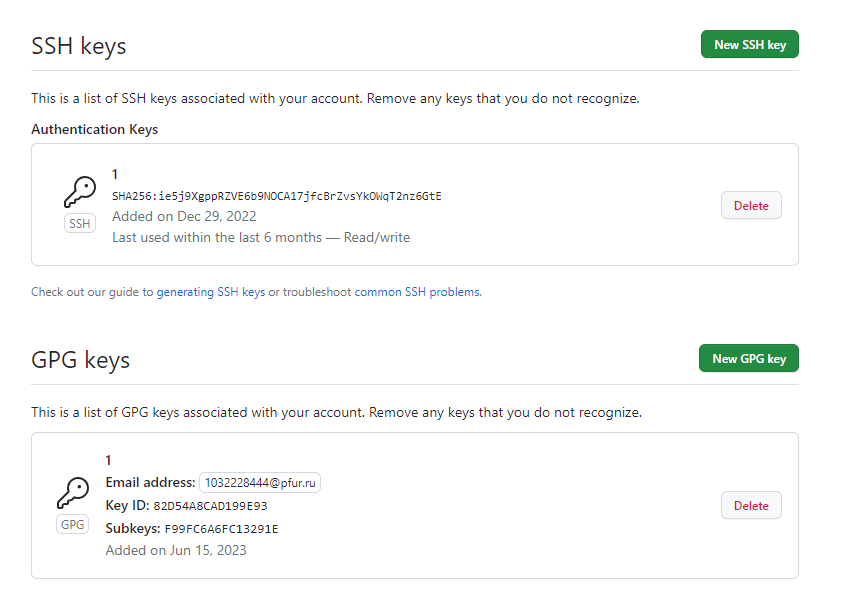 SSH keys
New SSH key
This is a list of SSH keys associated with your account. Remove any keys that you do not recognize.
Authentication Keys
1
SHA256:ie5j9XgppRZVE6b9NOCA17jfcBrZvsYkOWqT2nz6GtE
Added on Dec 29, 2022
Last used within the last 6 months — Read/write
SSH
Delete
Check out our guide to generating SSH keys or troubleshoot common SSH problems.
GPG keys
New GPG key
This is a list of GPG keys associated with your account. Remove any keys that you do not recognize.
1
Email address: 1032228444@pfur.ru
Key ID: 82D54A8CAD199E93
Subkeys: F99FC6A6FC13291E
Added on Jun 15, 2023
GPG
Delete